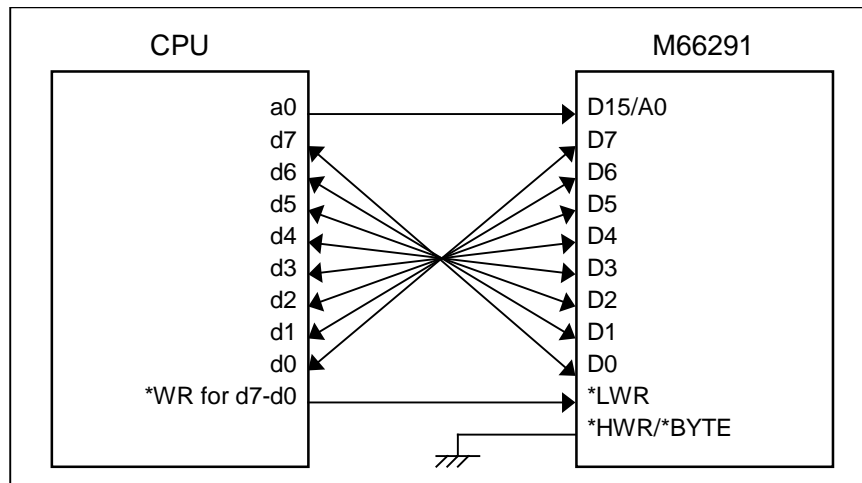 CPU M66291
a0 D15/A0
d7 D7
d6 D6
d5 D5
d4 D4
d3 D3
d2 D2
d1 D1
d0 D0
*WR for d7-d0 *LWR
*HWR/*BYTE